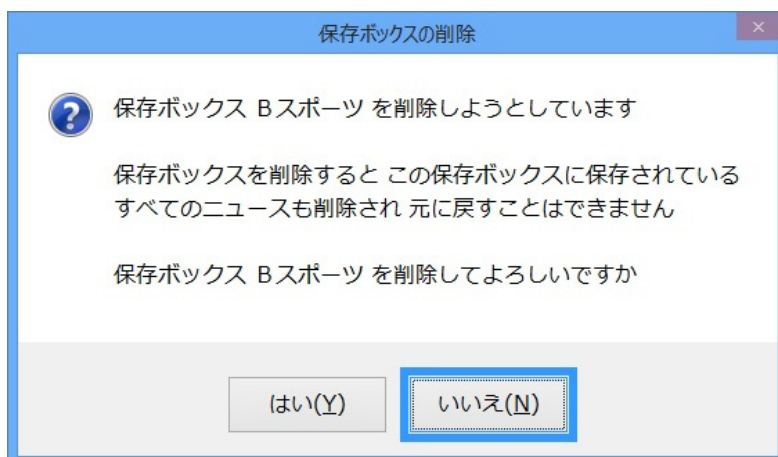 保存ボックスの削除
保存ボックス Bスポーツ を削除しようとしています
保存ボックスを削除すると この保存ボックスに保存されている
すべてのニュースも削除され 元に戻すことはできません
保存ボックス Bスポーツ を削除してよろしいですか
はい(Y)
いいえ(N)